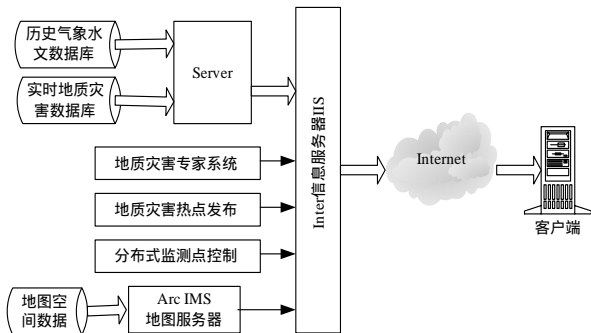 历史气象水
文数据库
实时地质灾
害数据库
Server
地质灾害专家系统
地质灾害热点发布
分布式监测点控制
地图空
间数据
Arc IMS
地图服务器
Inter信息服务器IIS
Internet
客户端